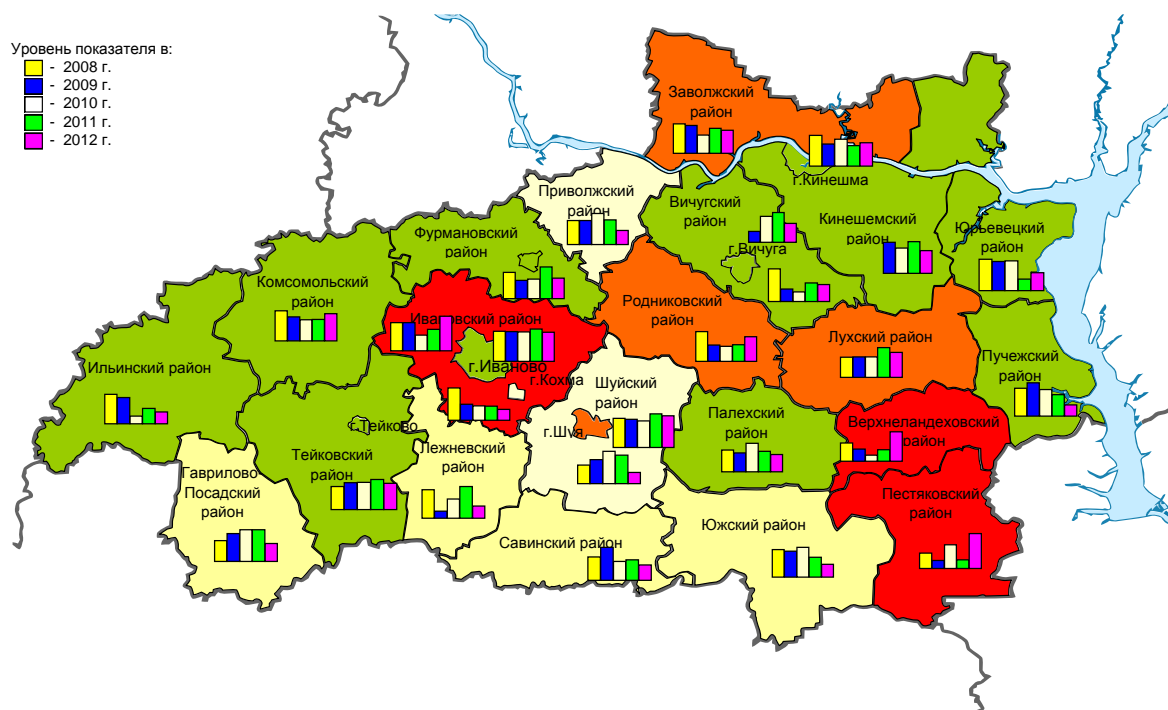 Уровень показателя в:
- 2008 г.
- 2009 г.
- 2010 г.
- 2011 г.
- 2012 г.
Заволжский
район
г.Кинешма
Приволжский
район
Вичугский
район
Кинешемский
район
Юрьевецкий
район
Фурмановский
район
г.Вичуга
Комсомольский
район
Родниковский
район
Ивановский район
Лухский район
Ильинский район
г.Иваново
Пучежский
район
г.Кохма
Шуйский
район
Палехский
район
Верхнеландеховский
район
г.Тейково
г.Шуя
Лежневский
район
Тейковский
район
Гаврилово
Посадский
район
Пестяковский
район
Южский район
Савинский район